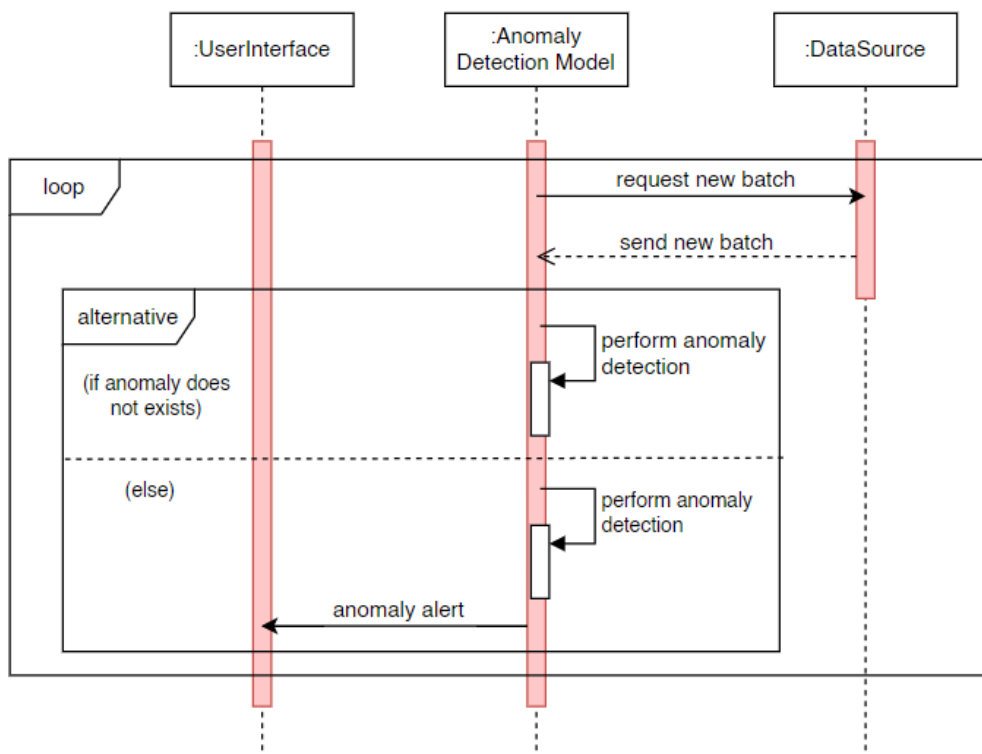 :UserInterface
:Anomaly
Detection Model
:DataSource
loop
request new batch
send new batch
alternative
perform anomaly
detection
(if anomaly does
not exists)
(else)
perform anomaly
detection
anomaly alert